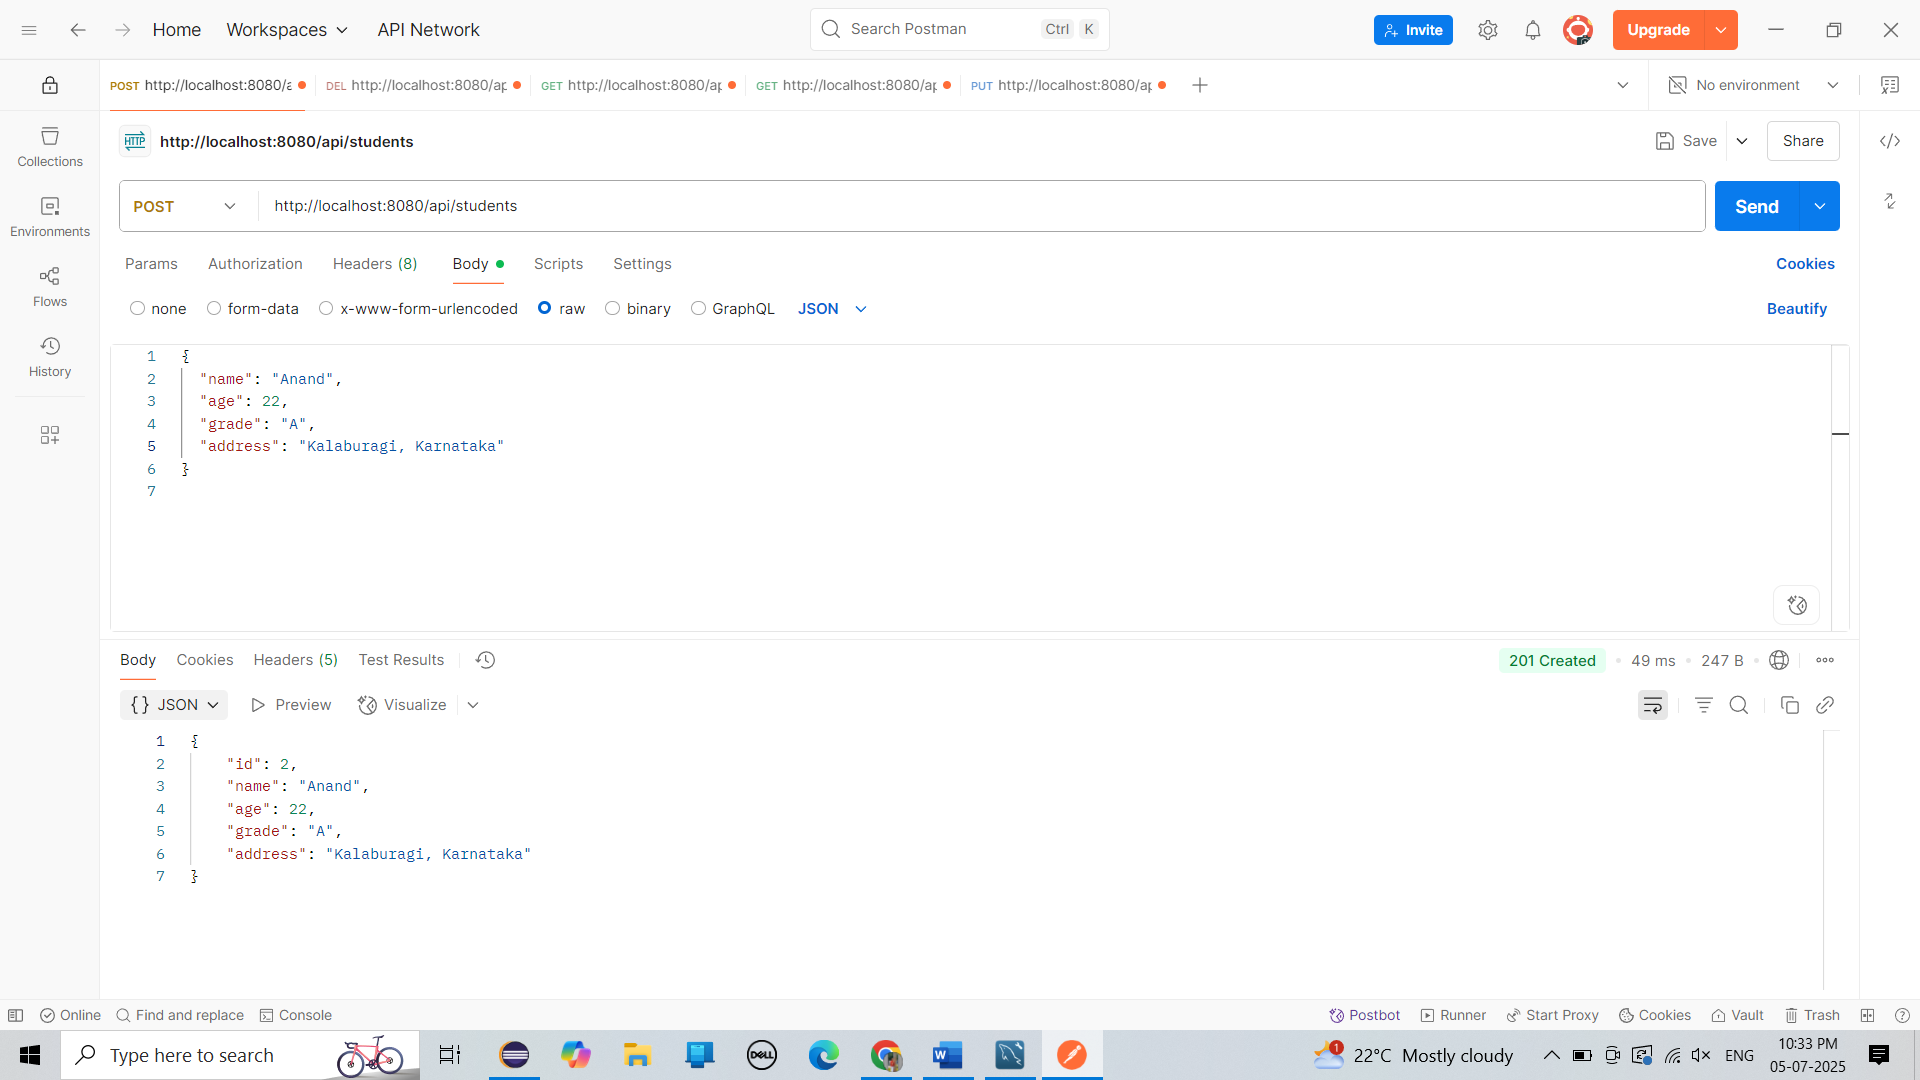 Home Workspaces API Network Search Postman Ctrl K Invite Upgrade
POST http://localhost:8080/a DEL http://localhost:8080/ap GET http://localhost:8080/ap GET http://localhost:8080/ap PUT http://localhost:8080/ap No environment
HTTP http://localhost:8080/api/students Save Share
Collections
Environments
Flows
History
POST http://localhost:8080/api/students Send
Params Authorization Headers (8) Body Scripts Settings Cookies
none form-data x-www-form-urlencoded raw binary GraphQL JSON Beautify
1 {
2 "name": "Anand",
3 "age": 22,
4 "grade": "A",
5 "address": "Kalaburagi, Karnataka"
6 }
7
Body Cookies Headers (5) Test Results 201 Created 49 ms 247 B
{} JSON Preview Visualize
1 {
2 "id": 2,
3 "name": "Anand",
4 "age": 22,
5 "grade": "A",
6 "address": "Kalaburagi, Karnataka"
7 }
Online Find and replace Console Postbot Runner Start Proxy Cookies Vault Trash
Type here to search DELL W 1 22°C Mostly cloudy ENG 10:33 PM
05-07-2025